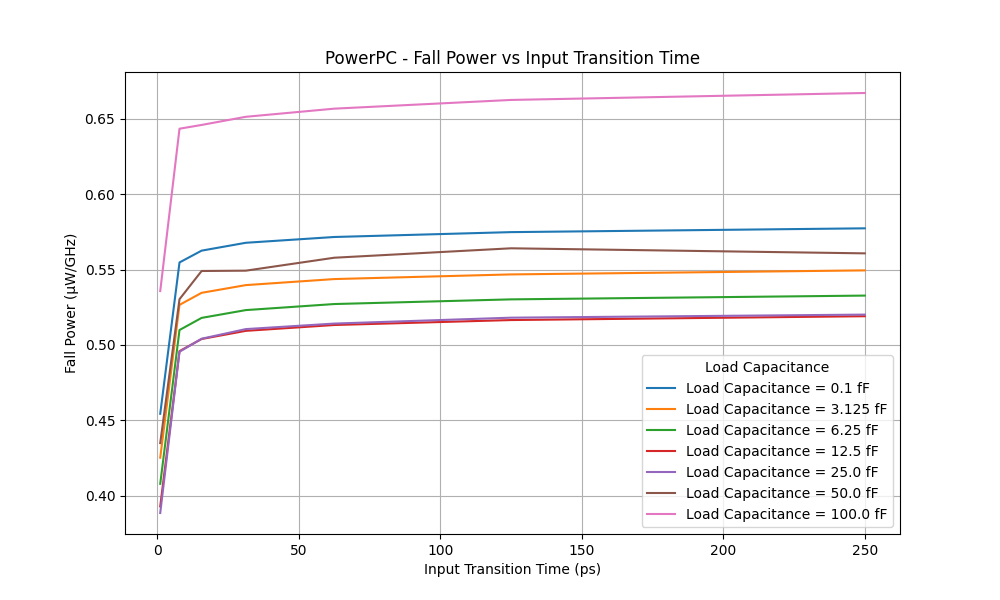 PowerPC - Fall Power vs Input Transition Time
Fall Power (μW/GHz)
0.65
0.60
0.55
0.50
0.45
0.40
0
50
100
150
200
250
Input Transition Time (ps)
Load Capacitance
Load Capacitance = 0.1 fF
Load Capacitance = 3.125 fF
Load Capacitance = 6.25 fF
Load Capacitance = 12.5 fF
Load Capacitance = 25.0 fF
Load Capacitance = 50.0 fF
Load Capacitance = 100.0 fF